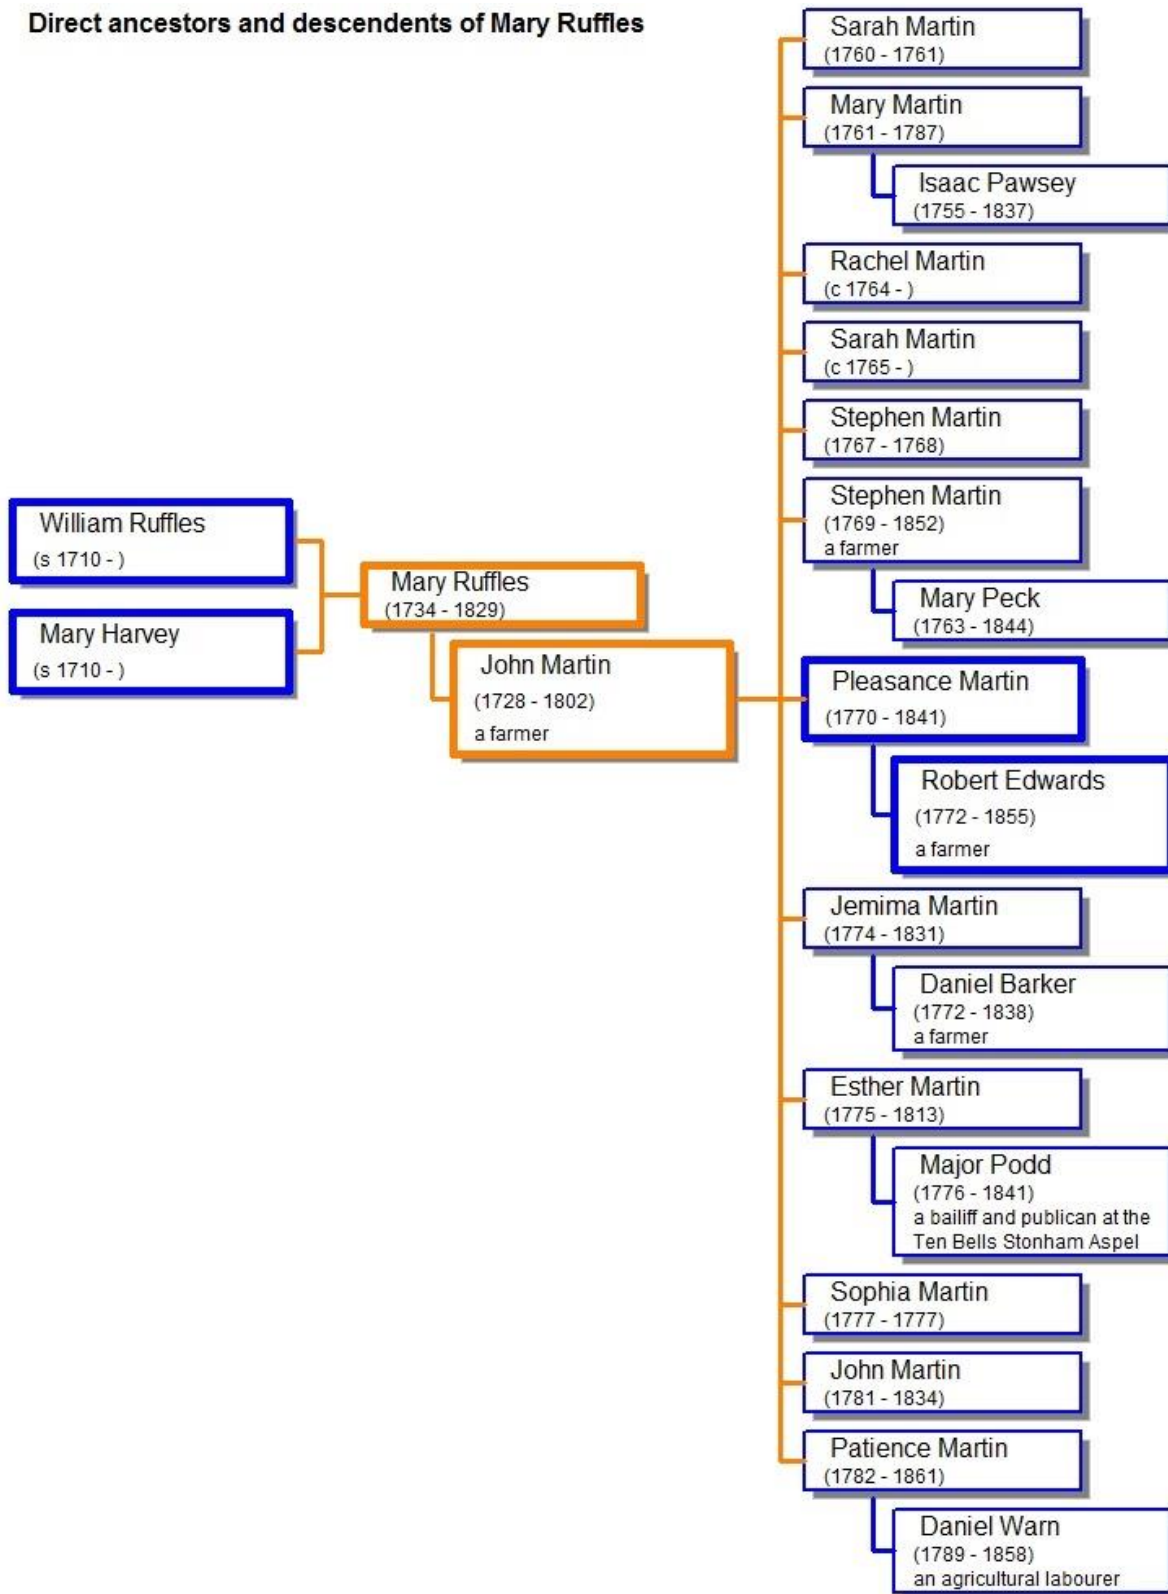 Direct ancestors and descendents of Mary Ruffles
William Ruffles
(s 1710 - )
Mary Harvey
(s 1710 - )
Mary Ruffles
(1734 - 1829)
John Martin
(1728 - 1802)
a farmer
Sarah Martin
(1760 - 1761)
Mary Martin
(1761 - 1787)
Isaac Pawsey
(1755 - 1837)
Rachel Martin
(c 1764 - )
Sarah Martin
(c 1765 - )
Stephen Martin
(1767 - 1768)
Stephen Martin
(1769 - 1852)
a farmer
Mary Peck
(1763 - 1844)
Pleasance Martin
(1770 - 1841)
Robert Edwards
(1772 - 1855)
a farmer
Jemima Martin
(1774 - 1831)
Daniel Barker
(1772 - 1838)
a farmer
Esther Martin
(1775 - 1813)
Major Podd
(1776 - 1841)
a bailiff and publican at the
Ten Bells Stonham Aspel
Sophia Martin
(1777 - 1777)
John Martin
(1781 - 1834)
Patience Martin
(1782 - 1861)
Daniel Warn
(1789 - 1858)
an agricultural labourer